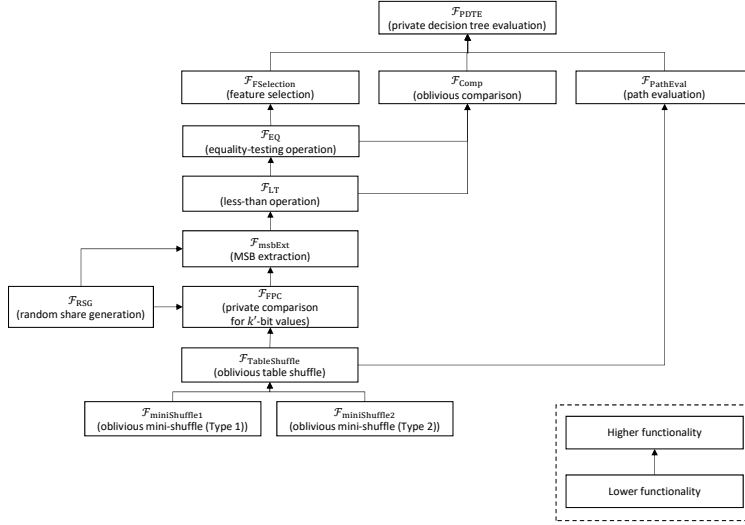 ℱPDTE
(private decision tree evaluation)
ℱFSelection
(feature selection)
ℱComp
(oblivious comparison)
ℱPathEval
(path evaluation)
ℱEQ
(equality-testing operation)
ℱLT
(less-than operation)
ℱmsbExt
(MSB extraction)
ℱRSG
(random share generation)
ℱFPC
(private comparison
for k′-bit values)
ℱTableShuffle
(oblivious table shuffle)
ℱminiShuffle1
(oblivious mini-shuffle (Type 1))
ℱminiShuffle2
(oblivious mini-shuffle (Type 2))
Higher functionality
Lower functionality